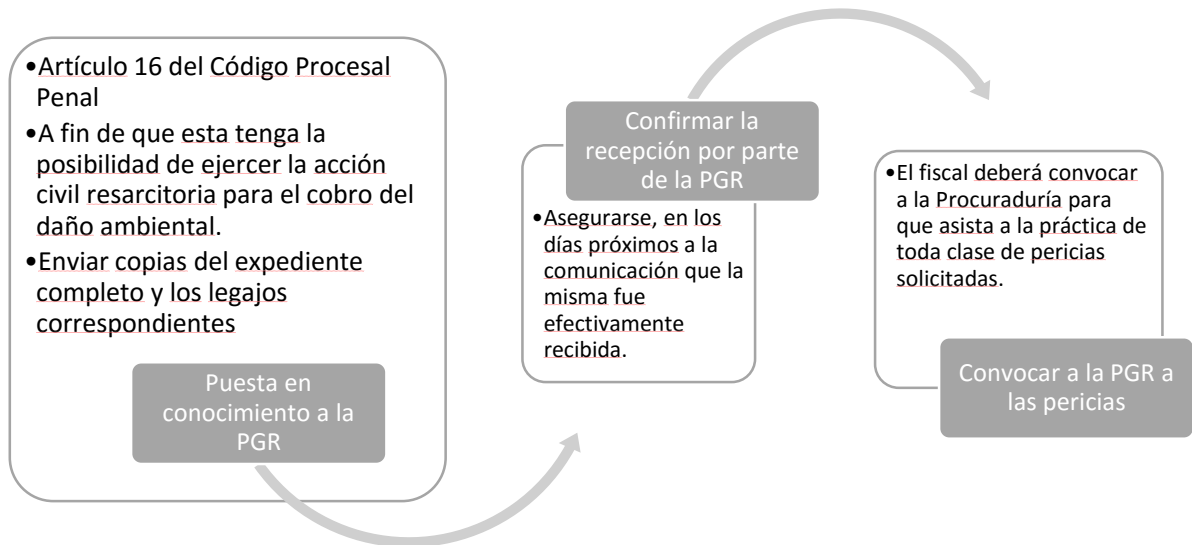 •Artículo 16 del Código Procesal
Penal
•A fin de que esta tenga la
posibilidad de ejercer la acción
civil resarcitoria para el cobro del
daño ambiental.
•Enviar copias del expediente
completo y los legajos
correspondientes
Puesta en
conocimiento a la
PGR
Confirmar la
recepción por parte
de la PGR
•Asegurarse, en los
días próximos a la
comunicación que la
misma fue
efectivamente
recibida.
•El fiscal deberá convocar
a la Procuraduría para
que asista a la práctica de
toda clase de pericias
solicitadas.
Convocar a la PGR a
las pericias